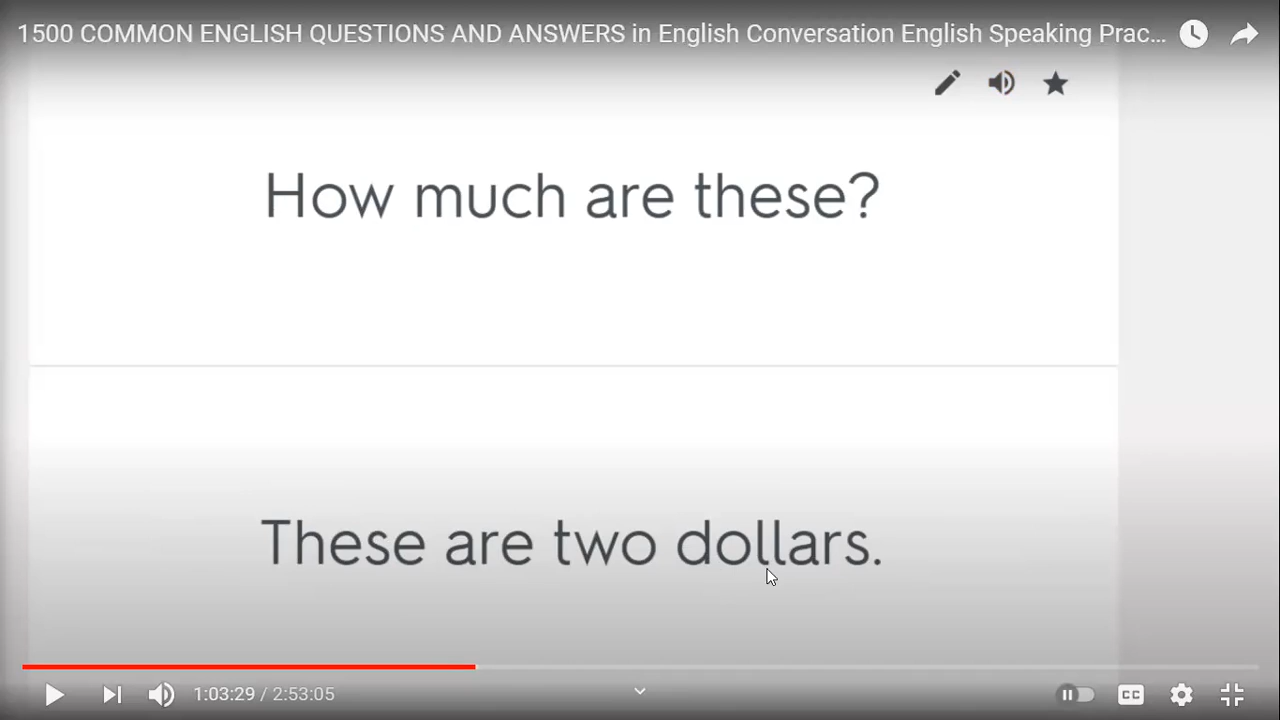 1500 COMMON ENGLISH QUESTIONS AND ANSWERS in English Conversation English Speaking Prac...
How much are these?
These are two dollars.
1:03:29 / 2:53:05
CC